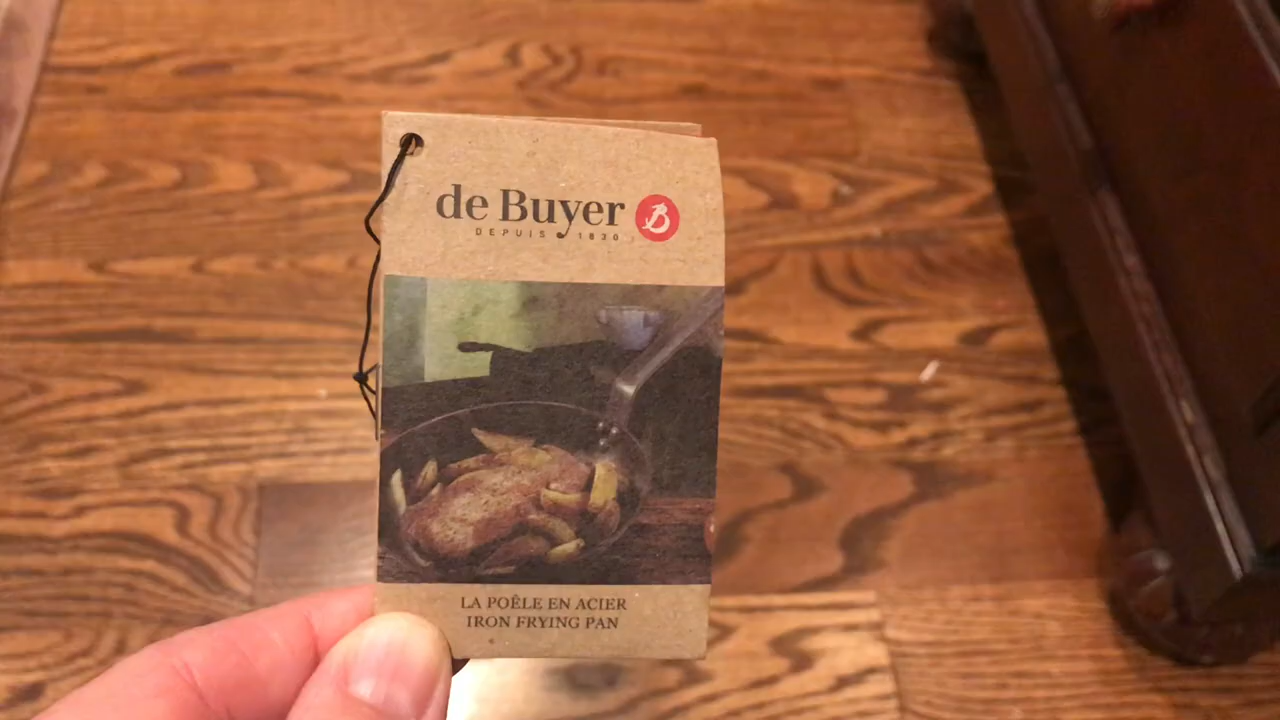 de Buyer B
DEPUIS 1830
LA POÊLE EN ACIER
IRON FRYING PAN